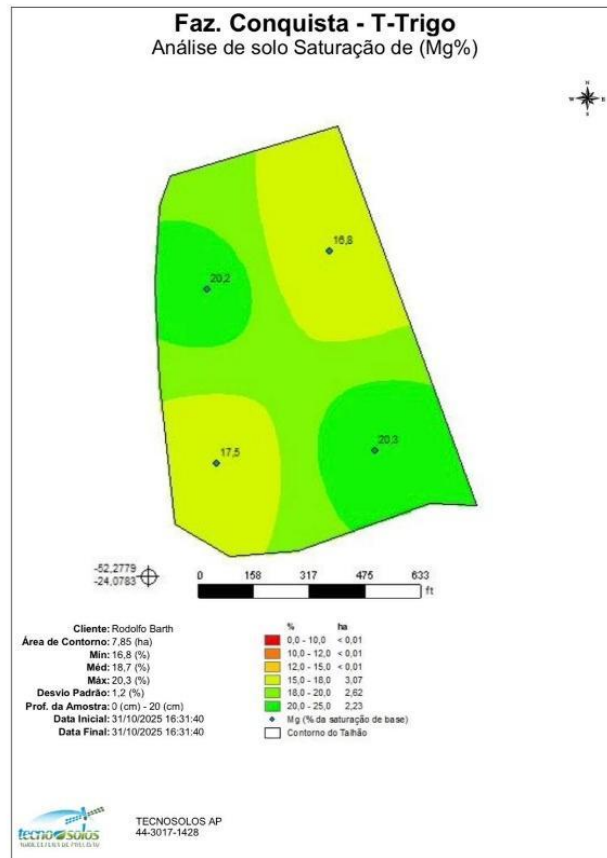 Faz. Conquista - T-Trigo
Análise de solo Saturação de (Mg%)
N
W
E
S
16,8
20,2
17,5
20,3
-52,2779
-24,0783
0 158 317 475 633
ft
Cliente: Rodolfo Barth
Área de Contorno: 7,85 (ha)
Mín: 16,8 (%)
Méd: 18,7 (%)
Máx: 20,3 (%)
Desvio Padrão: 1,2 (%)
Prof. da Amostra: 0 (cm) - 20 (cm)
Data Inicial: 31/10/2025 16:31:40
Data Final: 31/10/2025 16:31:40
% ha
0,0 - 10,0 < 0,01
10,0 - 12,0 < 0,01
12,0 - 15,0 < 0,01
15,0 - 18,0 3,07
18,0 - 20,0 2,62
20,0 - 25,0 2,23
Mg (% da saturação de base)
Contorno do Talhão
tecnosolos
TECNOSOLOS AP
44-3017-1428